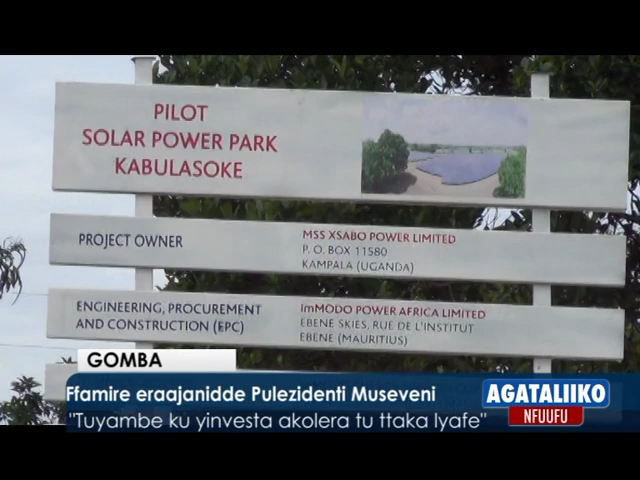 PILOT
SOLAR POWER PARK
KABULASOKE
PROJECT OWNER
MSS XSABO POWER LIMITED
P. O. BOX 11580
KAMPALA (UGANDA)
ENGINEERING, PROCUREMENT
AND CONSTRUCTION (EPC)
ImMODO POWER AFRICA LIMITED
EBENE SKIES, RUE DE L'INSTITUT
EBENE (MAURITIUS)
GOMBA
Ffamire eraajanidde Pulezidenti Museveni
"Tuyambe ku yinvesta akolera tu ttaka lyafe"
AGATALIIKO
NFUUFU